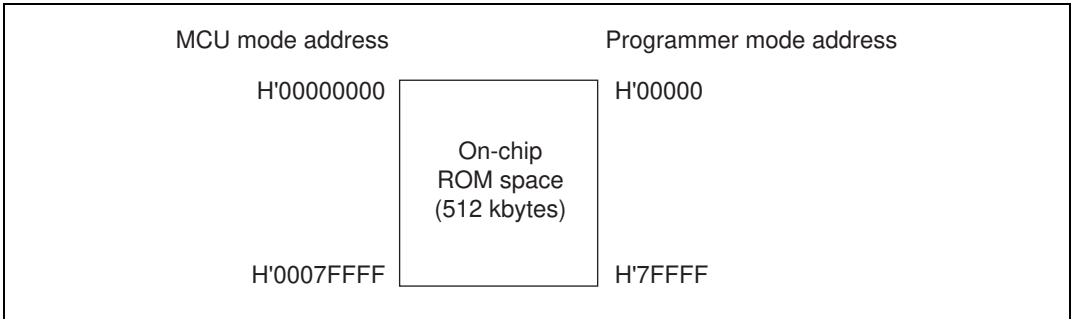 MCU mode address Programmer mode address
H'00000000 H'00000
On-chip
ROM space
(512 kbytes)
H'0007FFFF H'7FFFF